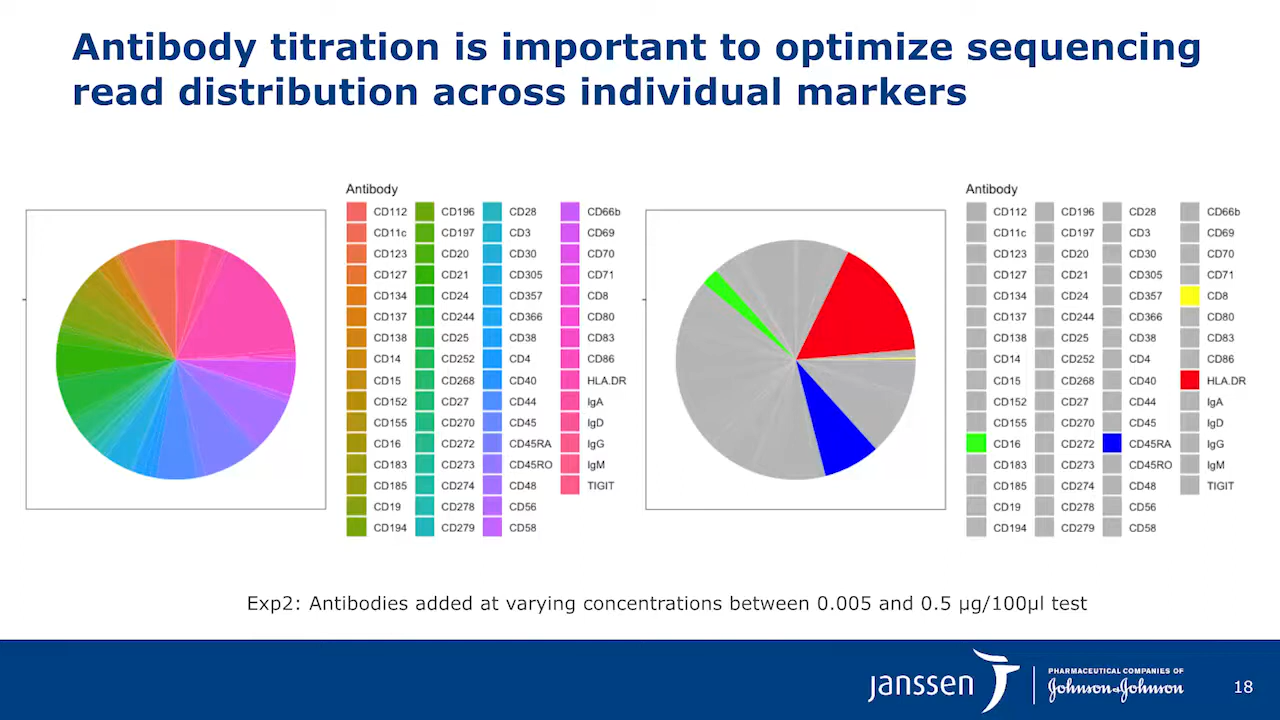 Antibody titration is important to optimize sequencing
read distribution across individual markers
Antibody
CD112 CD196 CD28 CD66b
CD11c CD197 CD3 CD69
CD123 CD20 CD30 CD70
CD127 CD21 CD305 CD71
CD134 CD24 CD357 CD8
CD137 CD244 CD366 CD80
CD138 CD25 CD38 CD83
CD14 CD252 CD4 CD86
CD15 CD268 CD40 HLA.DR
CD152 CD27 CD44 IgA
CD155 CD270 CD45 IgD
CD16 CD272 CD45RA IgG
CD183 CD273 CD45RO IgM
CD185 CD274 CD48 TIGIT
CD19 CD278 CD56
CD194 CD279 CD58
Antibody
CD112 CD196 CD28 CD66b
CD11c CD197 CD3 CD69
CD123 CD20 CD30 CD70
CD127 CD21 CD305 CD71
CD134 CD24 CD357 CD8
CD137 CD244 CD366 CD80
CD138 CD25 CD38 CD83
CD14 CD252 CD4 CD86
CD15 CD268 CD40 HLA.DR
CD152 CD27 CD44 IgA
CD155 CD270 CD45 IgD
CD16 CD272 CD45RA IgG
CD183 CD273 CD45RO IgM
CD185 CD274 CD48 TIGIT
CD19 CD278 CD56
CD194 CD279 CD58
Exp2: Antibodies added at varying concentrations between 0.005 and 0.5 µg/100µl test
janssen
PHARMACEUTICAL COMPANIES OF
Johnson & Johnson
18